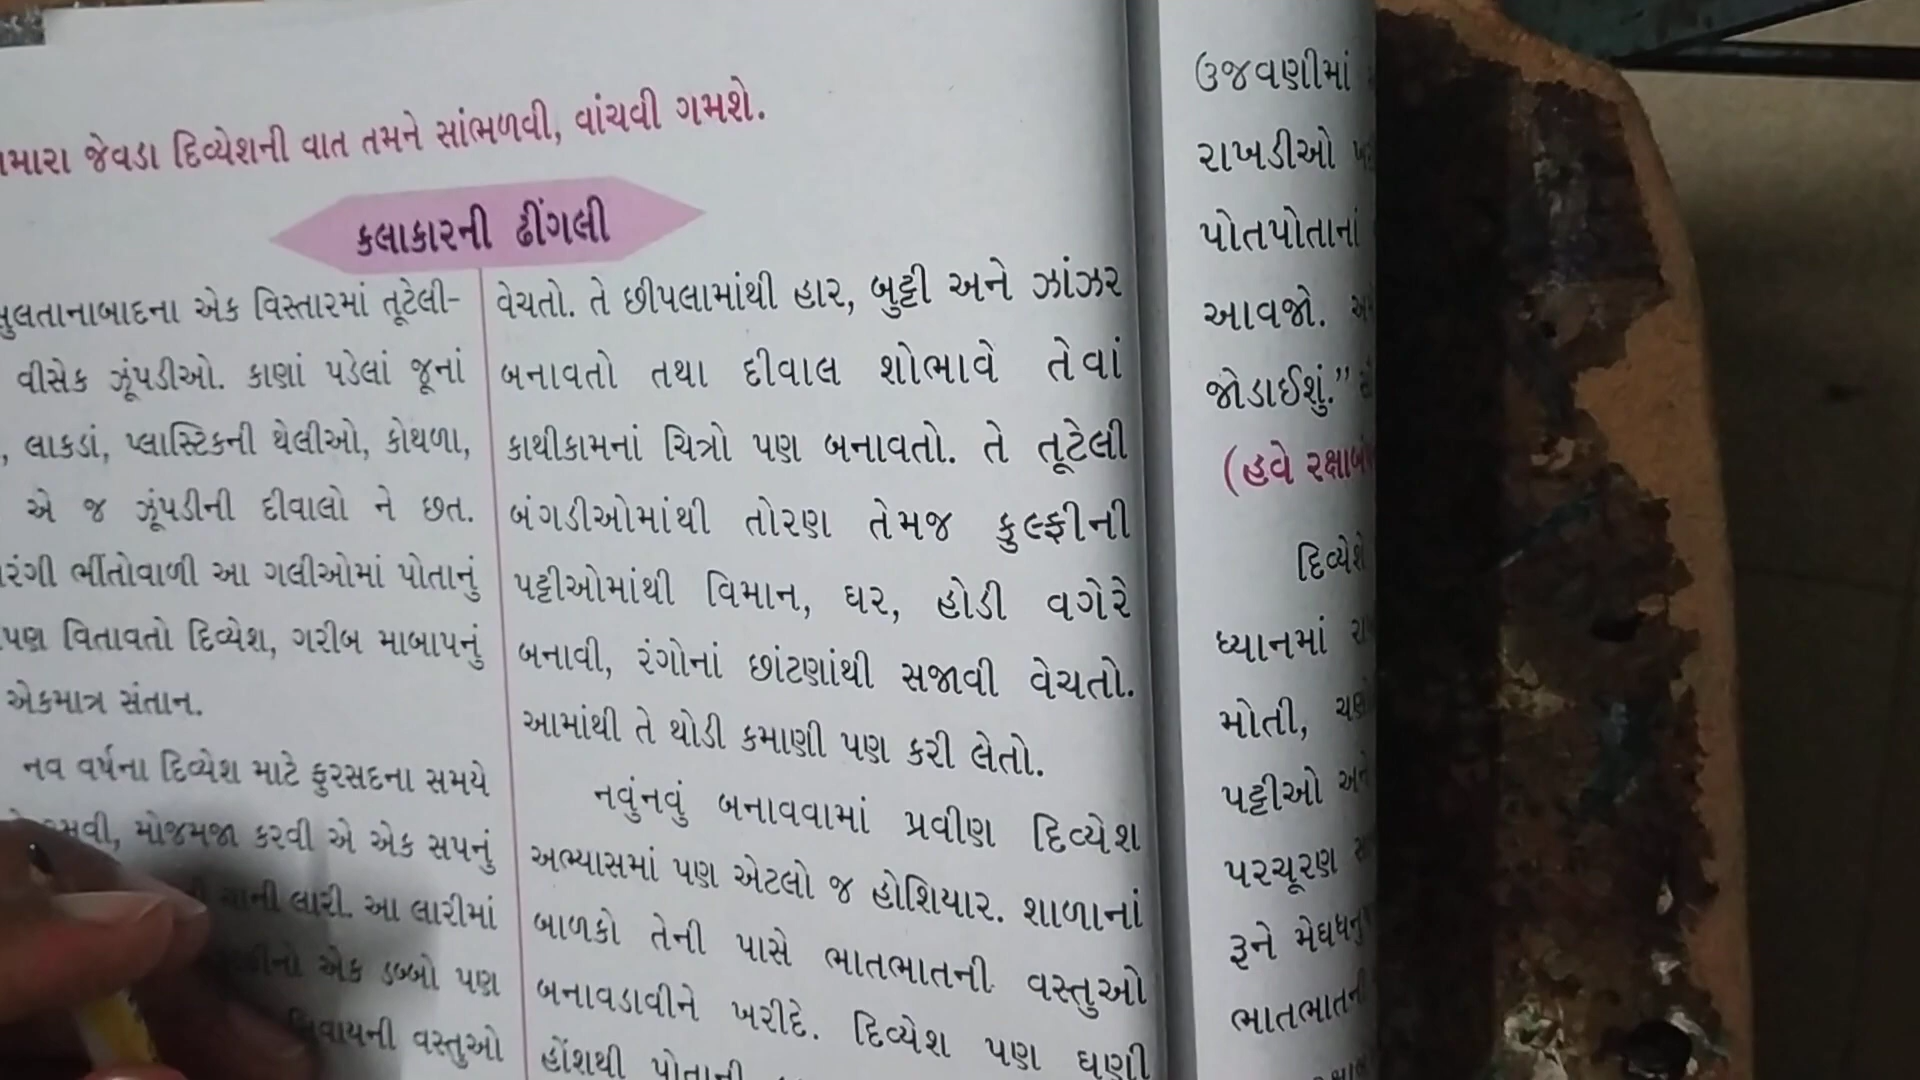 જેવડા દિવ્યેશની વાત તમને સાંભળવી, વાંચવી ગમશે.
કલાકારની ઢીંગલી
સુલતાનાબાદના એક વિસ્તારમાં તૂટેલી-
વીસેક ઝૂંપડીઓ. કાણાં પડેલાં જૂનાં
, લાકડાં, પ્લાસ્ટિકની થેલીઓ, કોથળા,
એ જ ઝૂંપડીની દીવાલો ને છત.
ભીંતોવાળી આ ગલીઓમાં પોતાનું
વિતાવતો દિવ્યેશ, ગરીબ માબાપનું
એકમાત્ર સંતાન.
નવ વર્ષના દિવ્યેશ માટે ફુરસદના સમયે
મોજમજા કરવી એ એક સપનું
ચાની લારી. આ લારીમાં
એક ડબ્બો પણ
વસ્તુઓ
વેચતો. તે છીપલામાંથી હાર, બુટ્ટી અને ઝાંઝર
બનાવતો તથા દીવાલ શોભાવે તેવાં
કાથીકામનાં ચિત્રો પણ બનાવતો. તે તૂટેલી
બંગડીઓમાંથી તોરણ તેમજ કુલ્ફીની
પટ્ટીઓમાંથી વિમાન, ઘર, હોડી વગેરે
બનાવી, રંગોનાં છાંટણાંથી સજાવી વેચતો.
આમાંથી તે થોડી કમાણી પણ કરી લેતો.
નવુંનવું બનાવવામાં પ્રવીણ દિવ્યેશ
અભ્યાસમાં પણ એટલો જ હોશિયાર. શાળાનાં
બાળકો તેની પાસે ભાતભાતની વસ્તુઓ
બનાવડાવીને ખરીદે. દિવ્યેશ પણ ઘણી
હોંશથી પોતાની
ઉજવણીમાં
રાખડીઓ
પોતપોતાનાં
આવજો.
જોડાઈશું.”
(હવે
દિવ્યેશે
ધ્યાનમાં
મોતી,
પટ્ટીઓ
પરચૂરણ
રૂને
ભાતભાતની